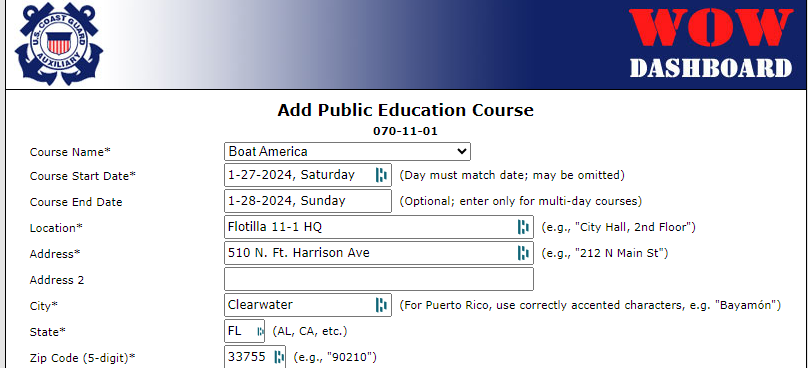 U.S. COAST GUARD
AUXILIARY
WOW
DASHBOARD
Add Public Education Course
070-11-01
Course Name* Boat America
Course Start Date* 1-27-2024, Saturday (Day must match date; may be omitted)
Course End Date 1-28-2024, Sunday (Optional; enter only for multi-day courses)
Location* Flotilla 11-1 HQ (e.g., "City Hall, 2nd Floor")
Address* 510 N. Ft. Harrison Ave (e.g., "212 N Main St")
Address 2
City* Clearwater (For Puerto Rico, use correctly accented characters, e.g. "Bayamón")
State* FL (AL, CA, etc.)
Zip Code (5-digit)* 33755 (e.g., "90210")